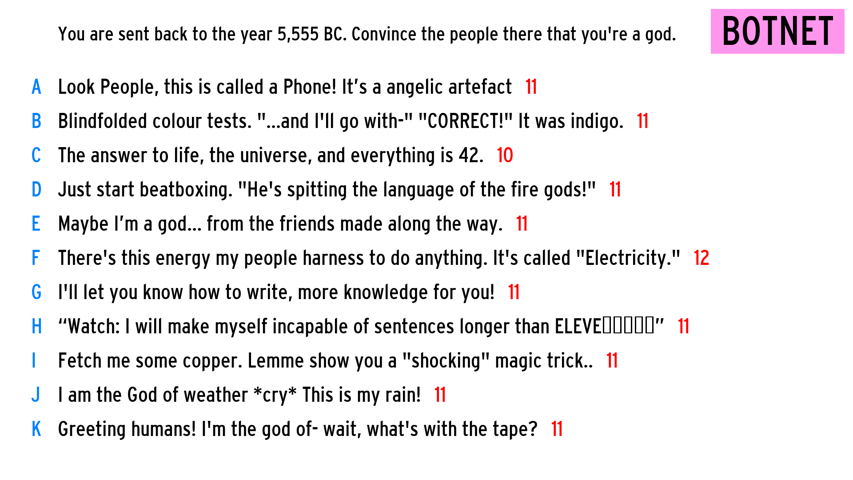 You are sent back to the year 5,555 BC. Convince the people there that you're a god.
BOTNET
A Look People, this is called a Phone! It’s a angelic artefact 11
B Blindfolded colour tests. "...and I'll go with-" "CORRECT!" It was indigo. 11
C The answer to life, the universe, and everything is 42. 10
D Just start beatboxing. "He's spitting the language of the fire gods!" 11
E Maybe I’m a god... from the friends made along the way. 11
F There's this energy my people harness to do anything. It's called "Electricity." 12
G I'll let you know how to write, more knowledge for you! 11
H “Watch: I will make myself incapable of sentences longer than ELEVE▯▯▯▯▯” 11
I Fetch me some copper. Lemme show you a "shocking" magic trick.. 11
J I am the God of weather *cry* This is my rain! 11
K Greeting humans! I'm the god of- wait, what's with the tape? 11